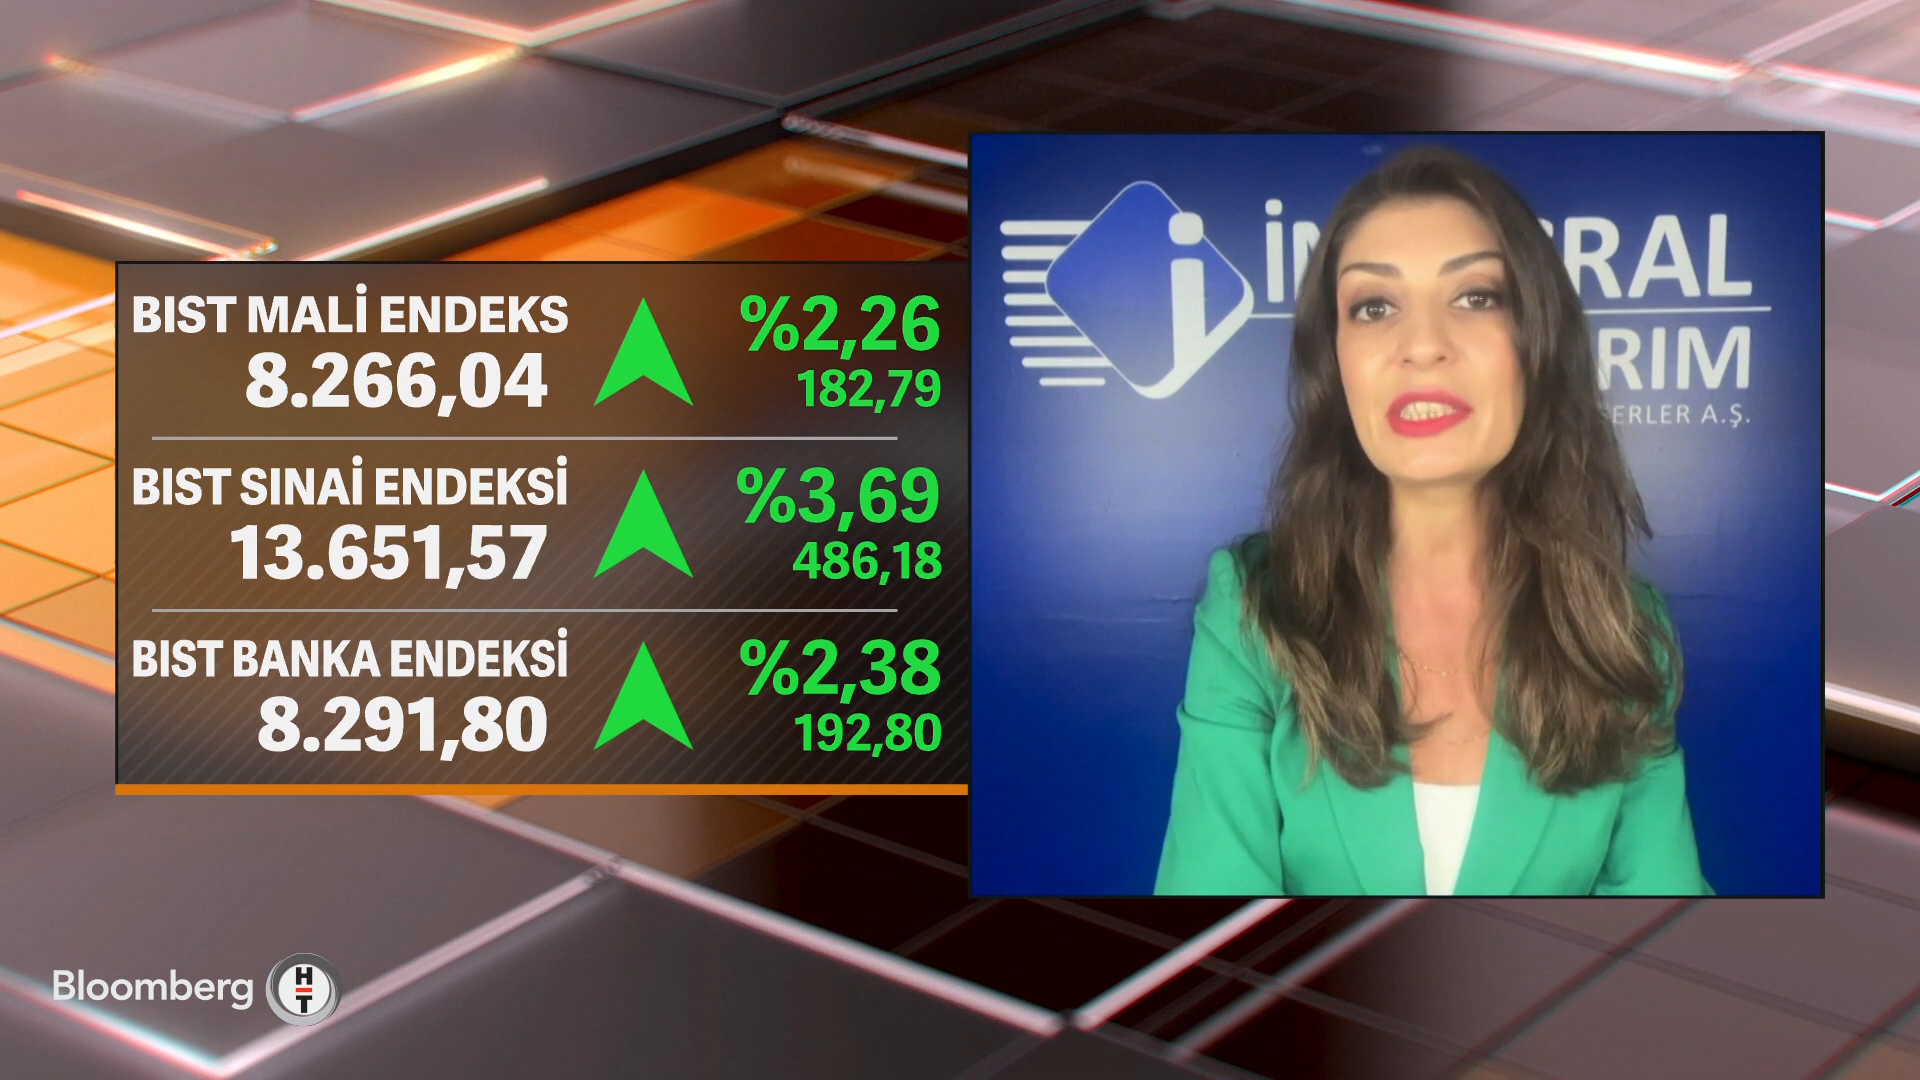 BIST MALİ ENDEKS
8.266,04
%2,26
182,79
BIST SINAİ ENDEKSİ
13.651,57
%3,69
486,18
BIST BANKA ENDEKSİ
8.291,80
%2,38
192,80
RAL
RIM
ERLER A.Ş.
Bloomberg HT